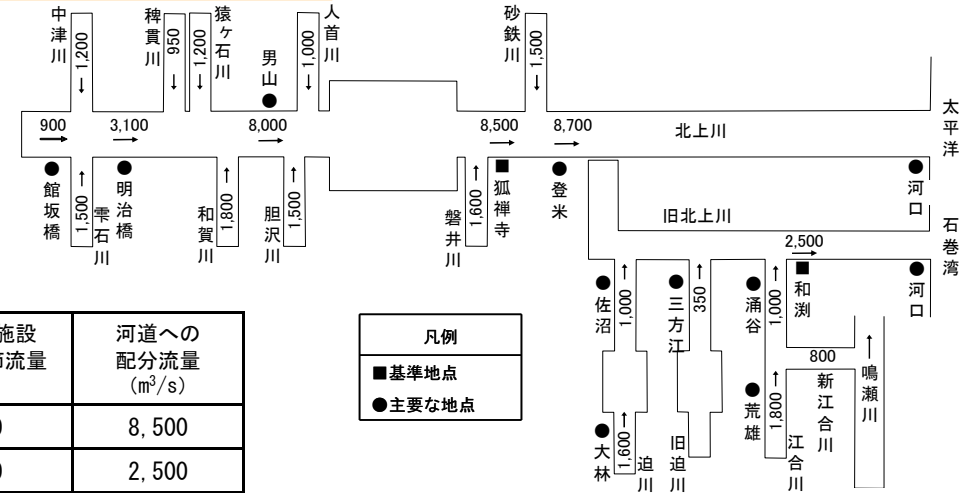 中津川
1,200
稗貫川
950
猿ヶ石川
1,200
男山
人首川
1,000
砂鉄川
1,500
900
3,100
8,000
8,500
8,700
北上川
太平洋
館坂橋
1,500
雫石川
明治橋
和賀川
1,800
胆沢川
1,500
磐井川
1,600
狐禅寺
登米
河口
旧北上川
2,500
石巻湾
佐沼
1,000
三方江
350
涌谷
1,000
和渕
河口
800
新江合川
鳴瀬川
大林
1,600
迫川
旧迫川
荒雄
1,800
江合川
凡例
■基準地点
●主要な地点
施設
流量
河道への
配分流量
(m³/s)
8,500
2,500